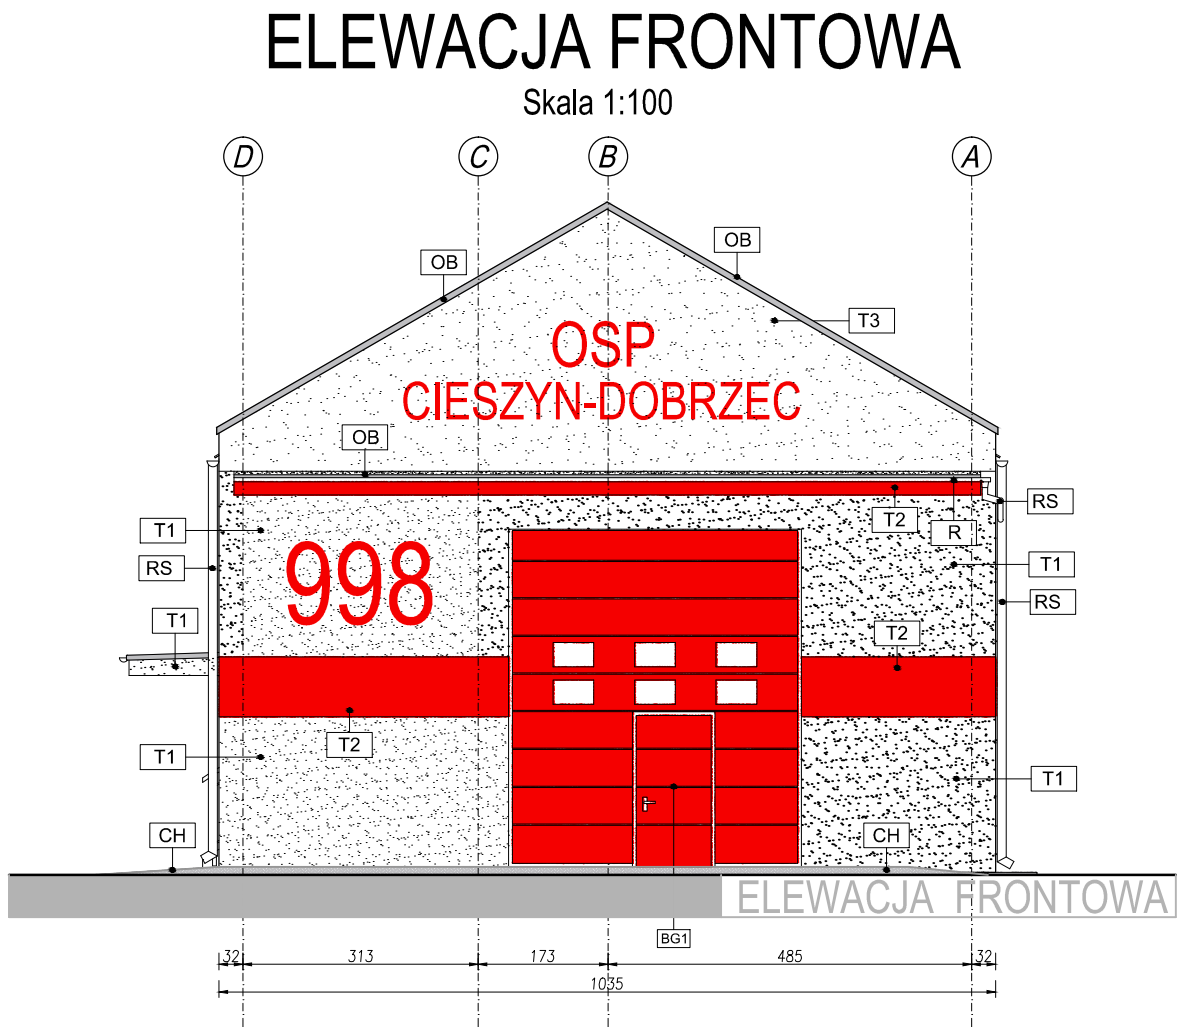 ELEWACJA FRONTOWA
Skala 1:100
D C B A
OB
OB
T3
OSP
CIESZYN-DOBRZEC
OB
RS
T2
R
T1
998
RS
T1
RS
T1
T2
T2
T1
T1
CH
CH
ELEWACJA FRONTOWA
BG1
32 313 173 485 32
1035